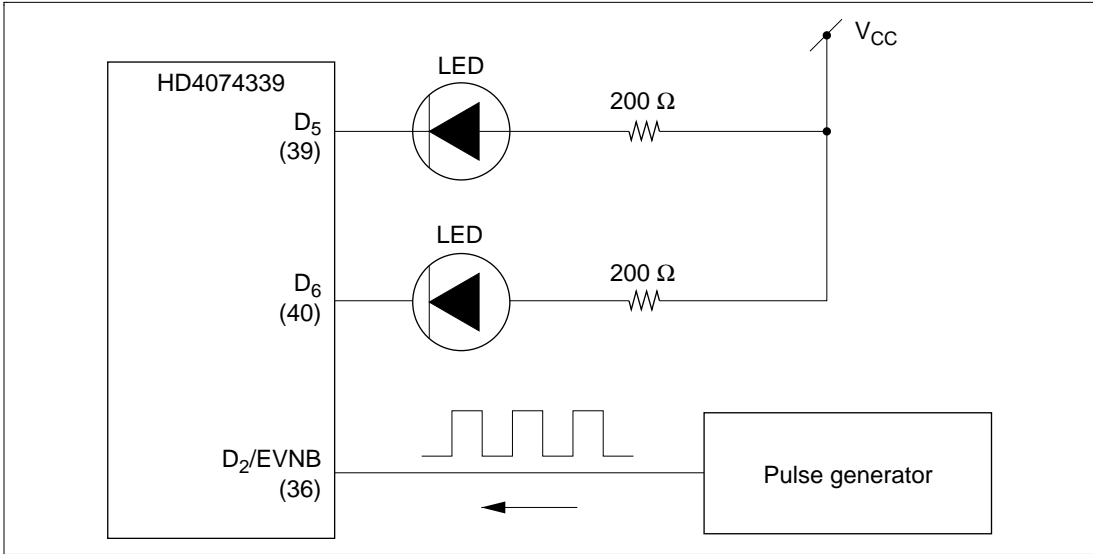 V_CC
HD4074339
LED
200 Ω
D_5
(39)
LED
200 Ω
D_6
(40)
D_2/EVNB
(36)
Pulse generator